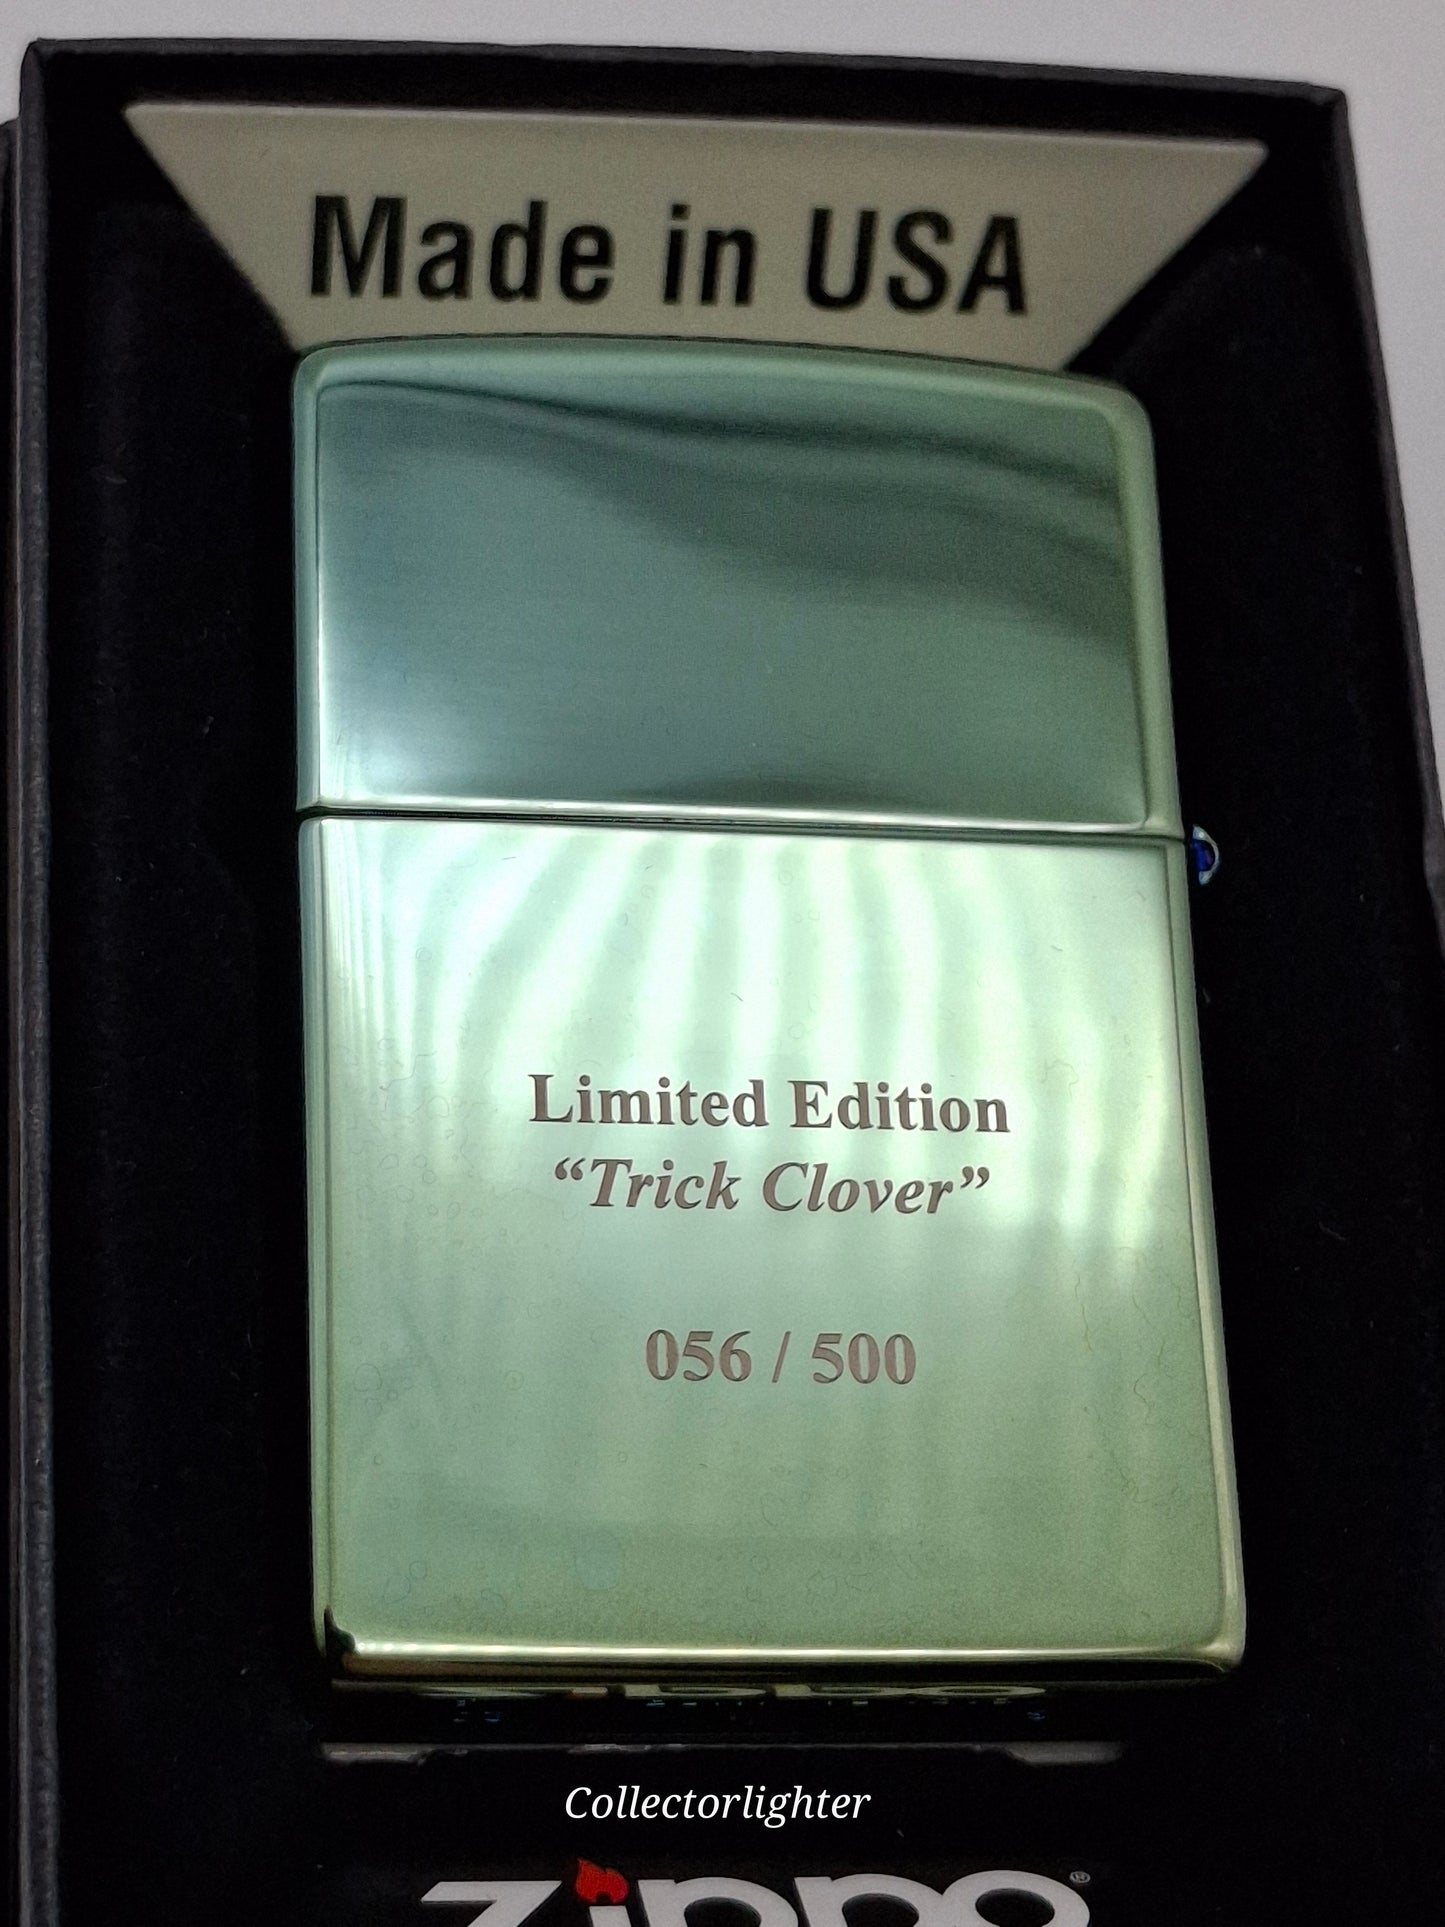 Made in USA
Limited Edition
“Trick Clover”
056 / 500
Collectorlighter
zippo®